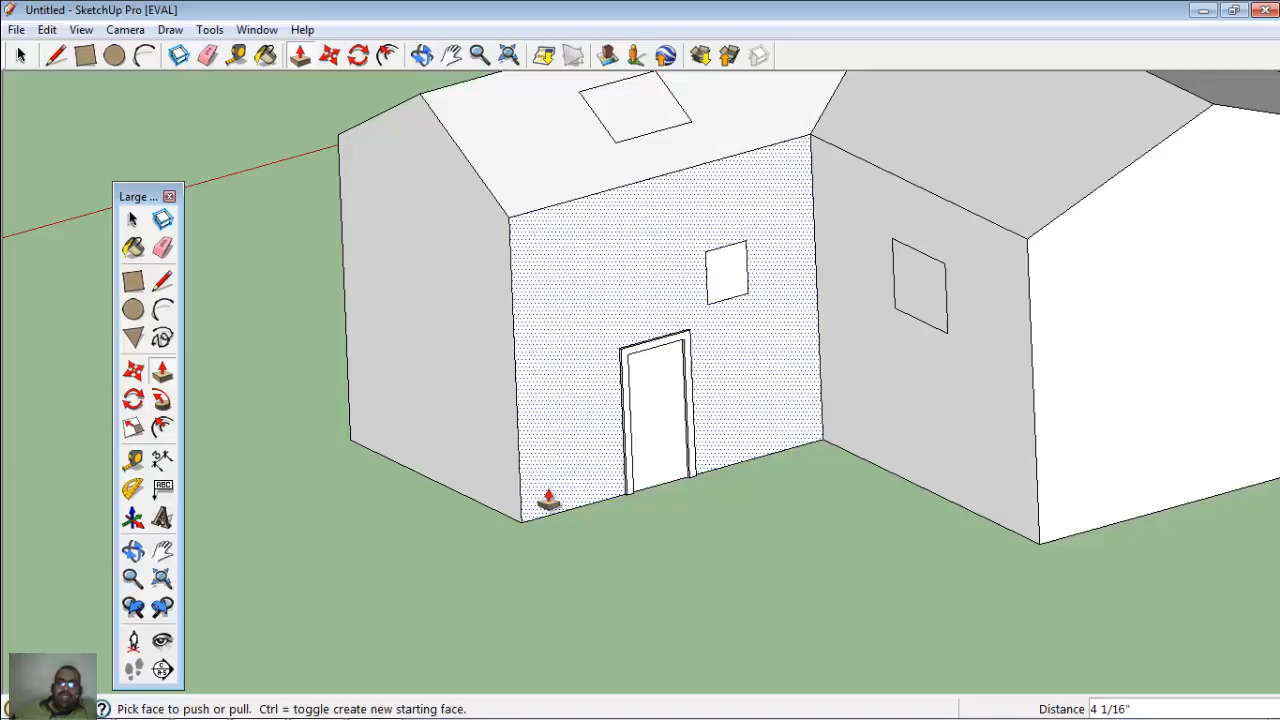 Untitled - SketchUp Pro [EVAL]
File Edit View Camera Draw Tools Window Help
Large ...
ABC
Pick face to push or pull. Ctrl = toggle create new starting face.
Distance 4 1/16"